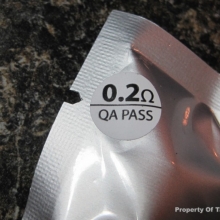 0.2Ω
QA PASS
Property Of T